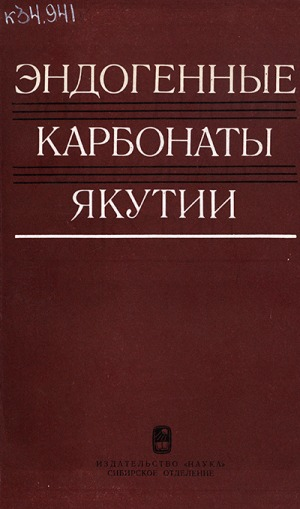 к34.941
ЭНДОГЕННЫЕ
КАРБОНАТЫ
ЯКУТИИ
ИЗДАТЕЛЬСТВО «НАУКА»
СИБИРСКОЕ ОТДЕЛЕНИЕ